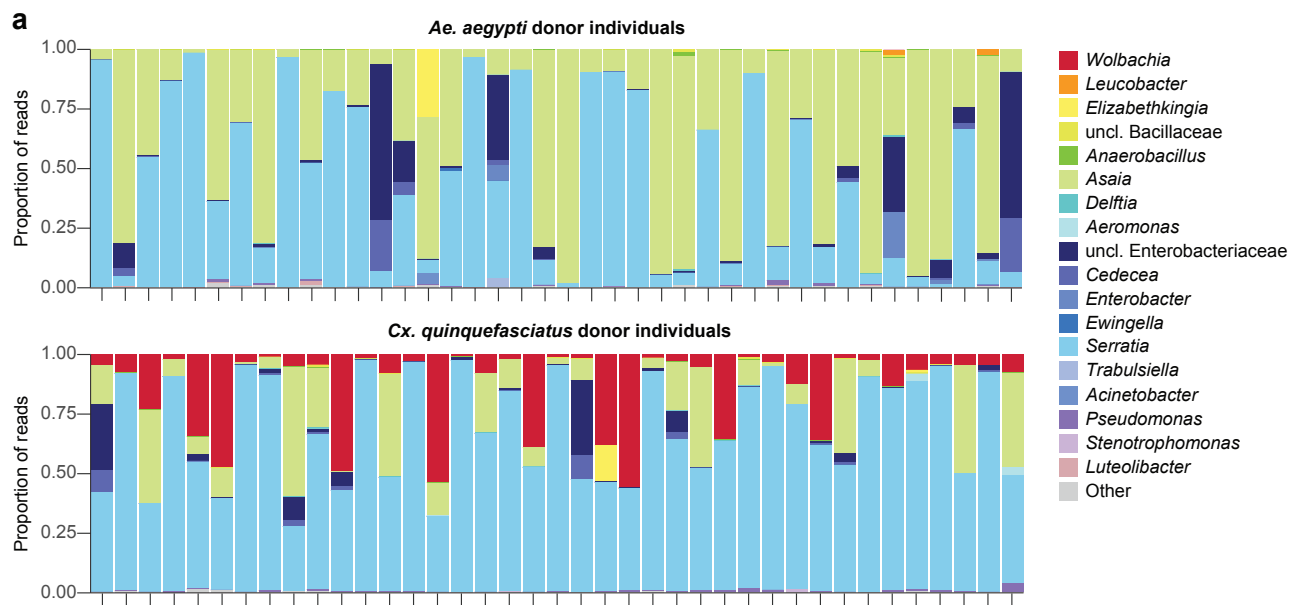 a
Ae. aegypti donor individuals
Proportion of reads
1.00
0.75
0.50
0.25
0.00
Cx. quinquefasciatus donor individuals
Proportion of reads
1.00
0.75
0.50
0.25
0.00
Wolbachia
Leucobacter
Elizabethkingia
uncl. Bacillaceae
Anaerobacillus
Asaia
Delftia
Aeromonas
uncl. Enterobacteriaceae
Cedecea
Enterobacter
Ewingella
Serratia
Trabulsiella
Acinetobacter
Pseudomonas
Stenotrophomonas
Luteolibacter
Other